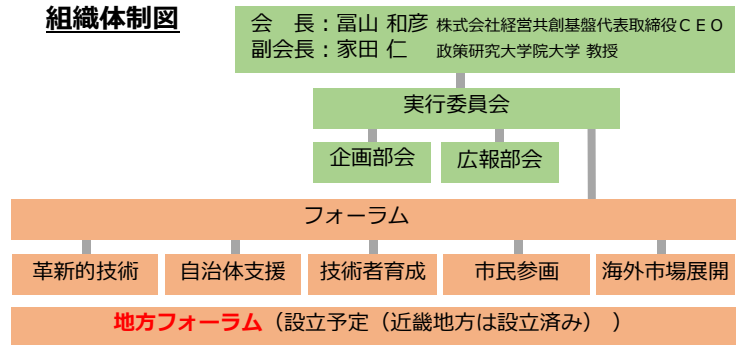 組織体制図
会　長：冨山 和彦 株式会社経営共創基盤代表取締役ＣＥＯ
副会長：家田 仁 政策研究大学院大学 教授
実行委員会
企画部会
広報部会
フォーラム
革新的技術
自治体支援
技術者育成
市民参画
海外市場展開
地方フォーラム（設立予定（近畿地方は設立済み） ）